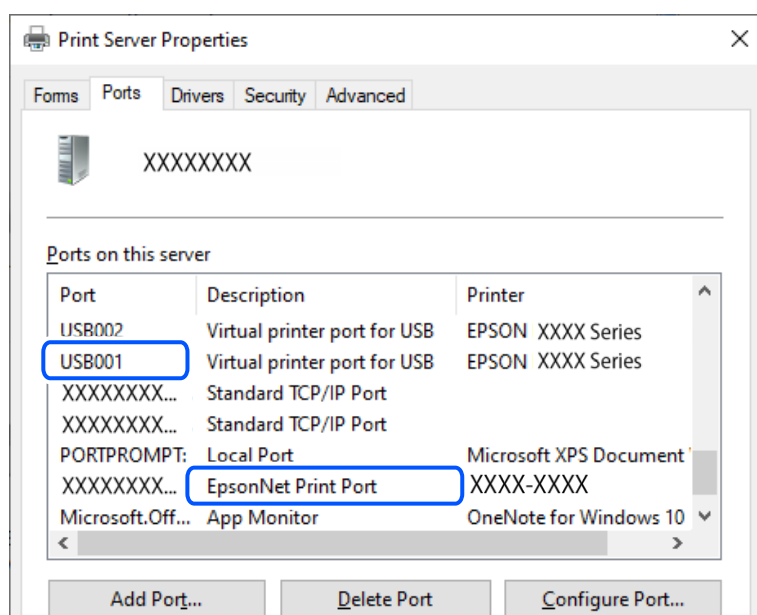 Print Server Properties
Forms Ports Drivers Security Advanced
XXXXXXXX
Ports on this server
Port Description Printer
USB002 Virtual printer port for USB EPSON XXXX Series
USB001 Virtual printer port for USB EPSON XXXX Series
XXXXXXXX... Standard TCP/IP Port
XXXXXXXX... Standard TCP/IP Port
PORTPROMPT: Local Port Microsoft XPS Document
XXXXXXXX... EpsonNet Print Port XXXX-XXXX
Microsoft.Off... App Monitor OneNote for Windows 10
Add Port... Delete Port Configure Port...